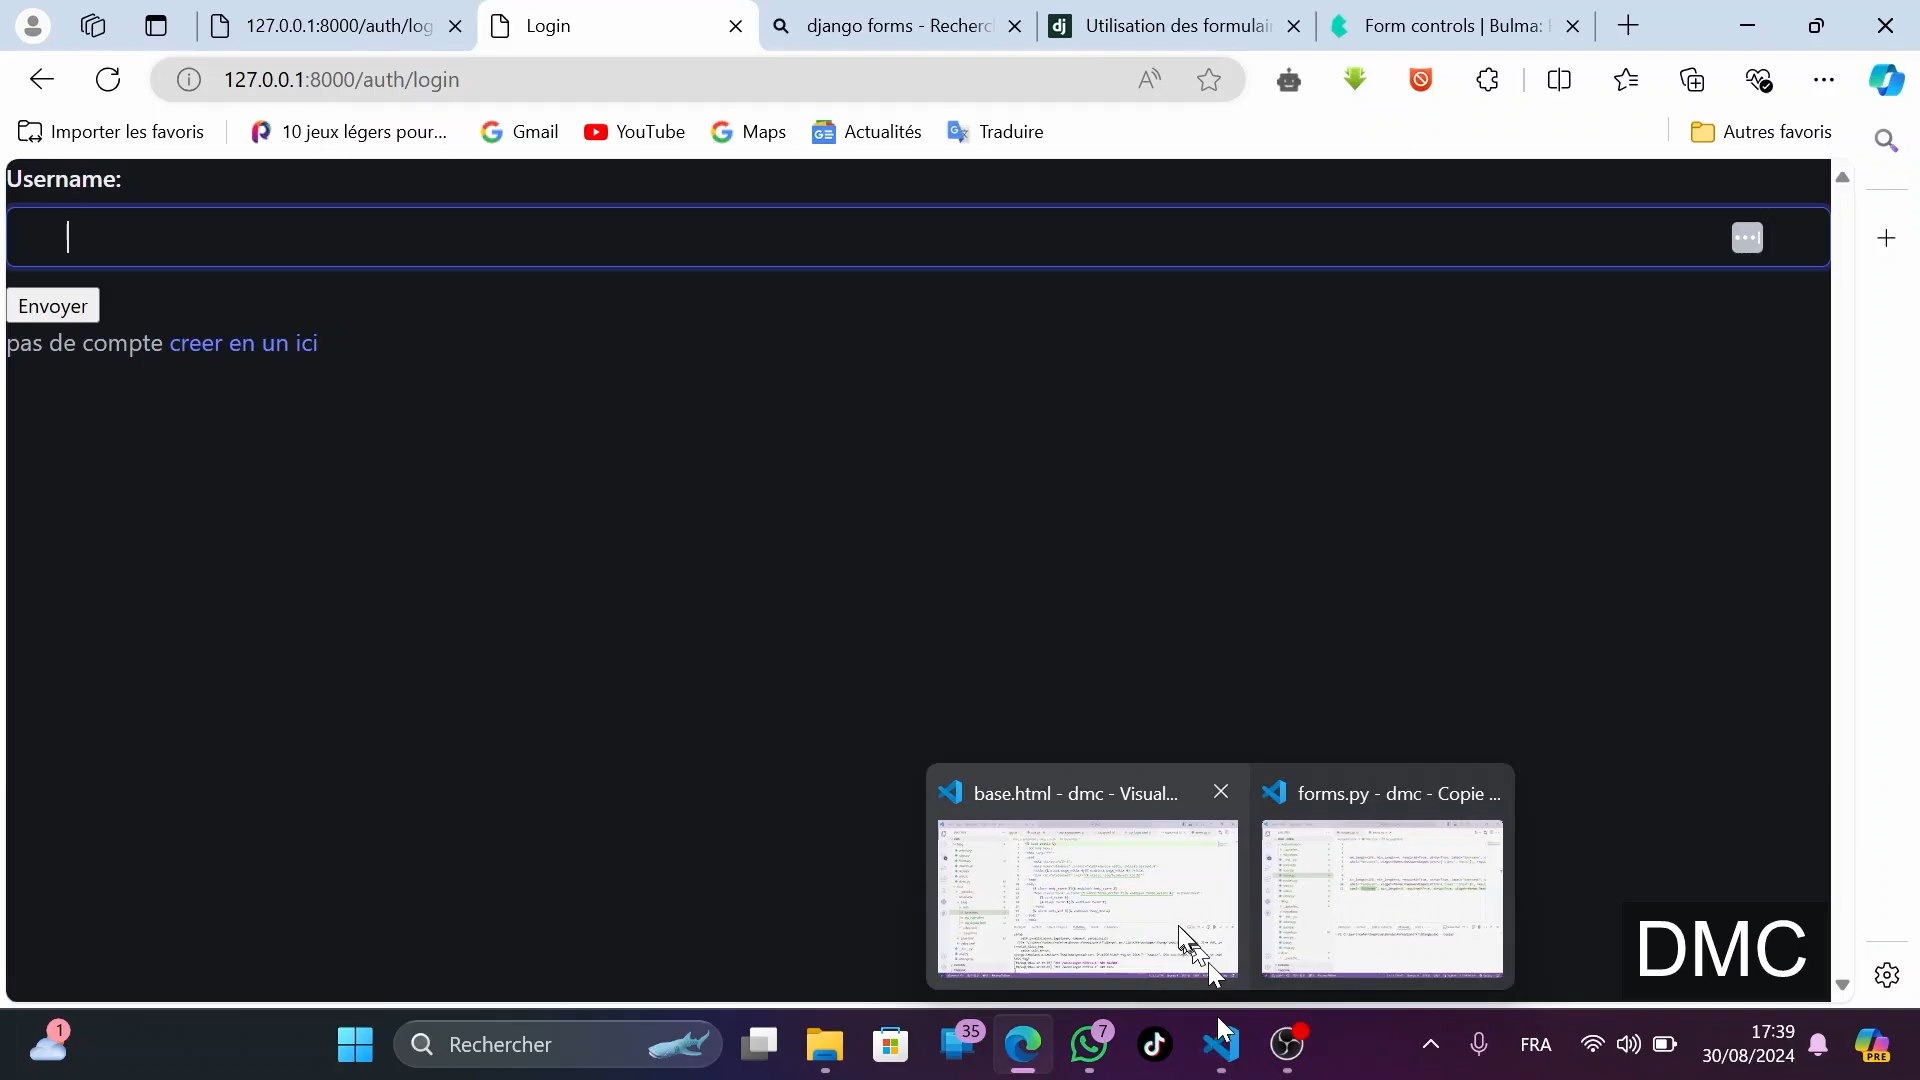 127.0.0.1:8000/auth/log
Login
django forms - Recherc
Utilisation des formulai
Form controls | Bulma:
127.0.0.1:8000/auth/login
Importer les favoris
10 jeux légers pour...
Gmail
YouTube
Maps
Actualités
Traduire
Autres favoris
Username:
Envoyer
pas de compte creer en un ici
base.html - dmc - Visual...
forms.py - dmc - Copie ...
DMC
1
Rechercher
35
7
FRA
17:39
30/08/2024
PRE